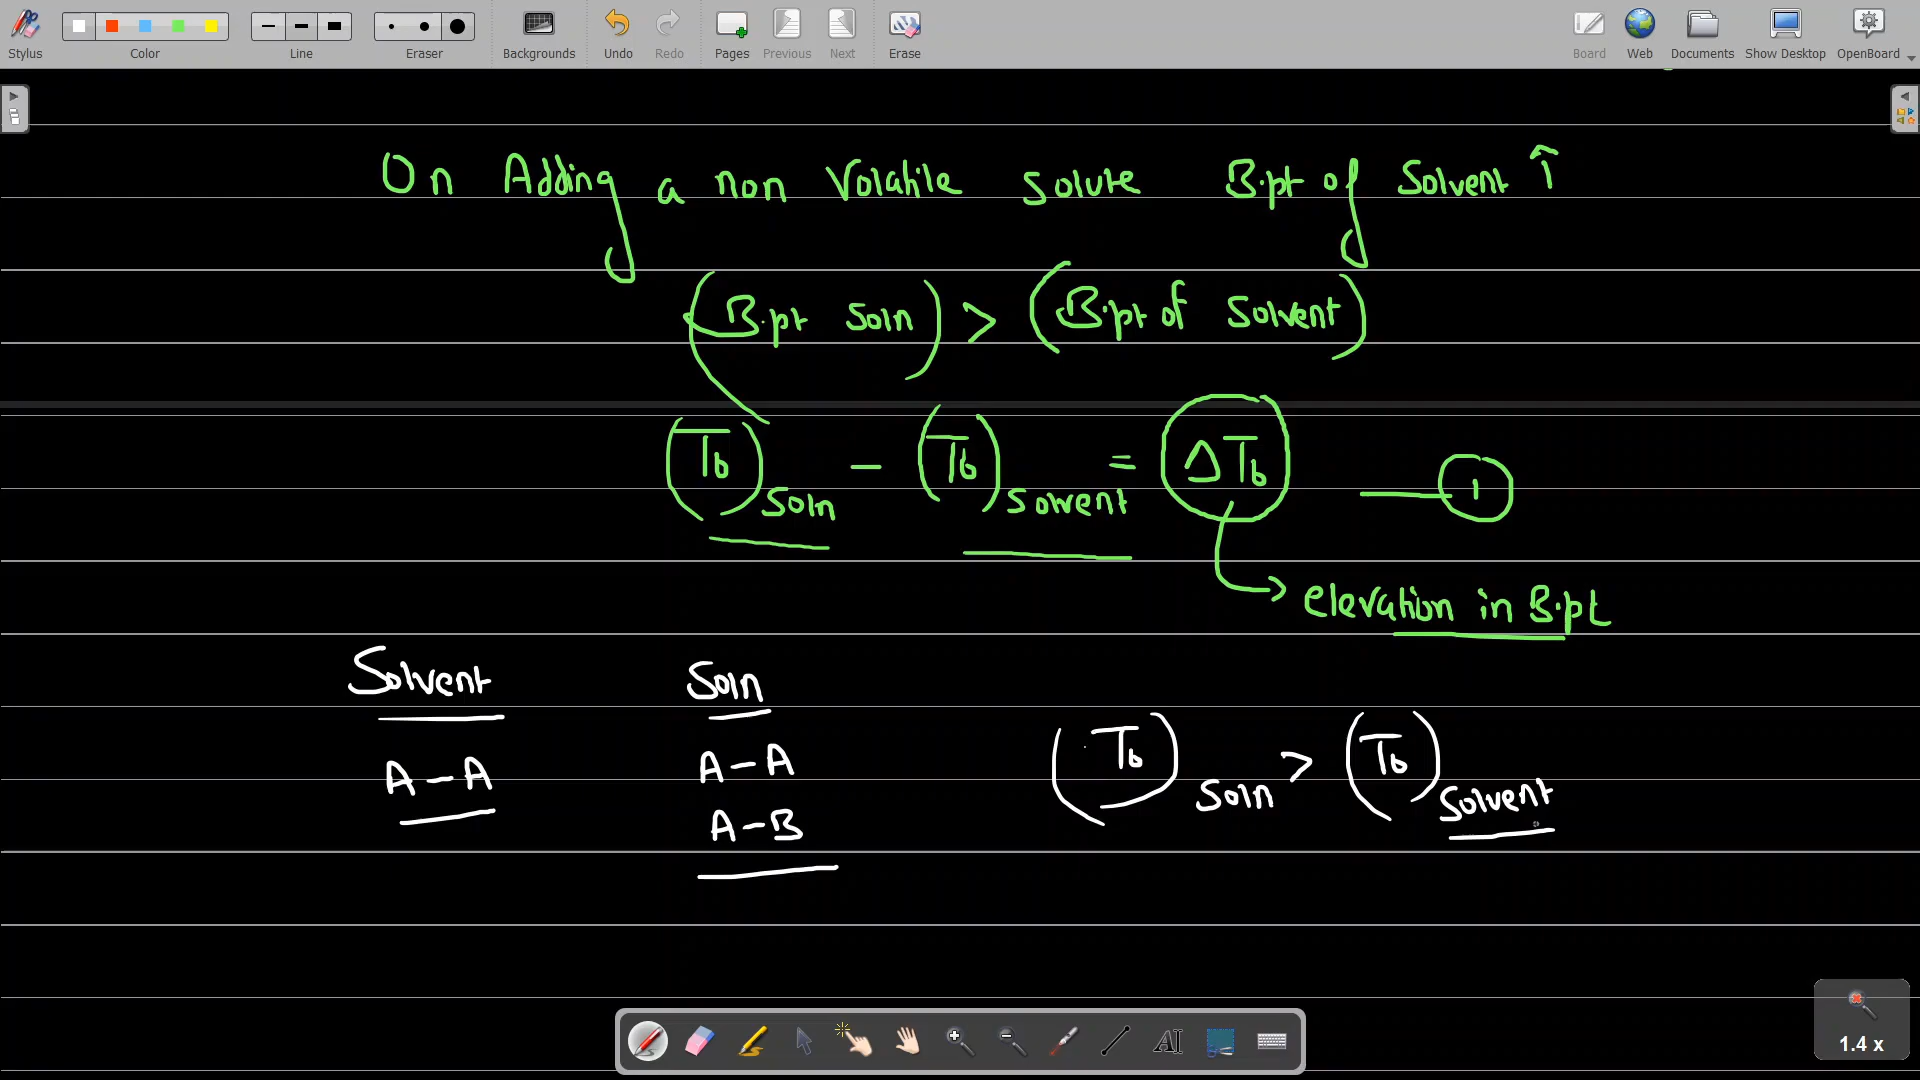 Stylus Color Line Eraser Backgrounds Undo Redo Pages Previous Next Erase Board Web Documents Show Desktop OpenBoard
On Adding a non Volatile solute B.pt of Solvent ↑
(B.pt soln) > (B.pt of Solvent)
(Tb)soln - (Tb)solvent = ΔTb — 1
elevation in B.pt
Solvent Soln
A-A A-A (Tb)soln > (Tb)solvent
A-B
1.4 x